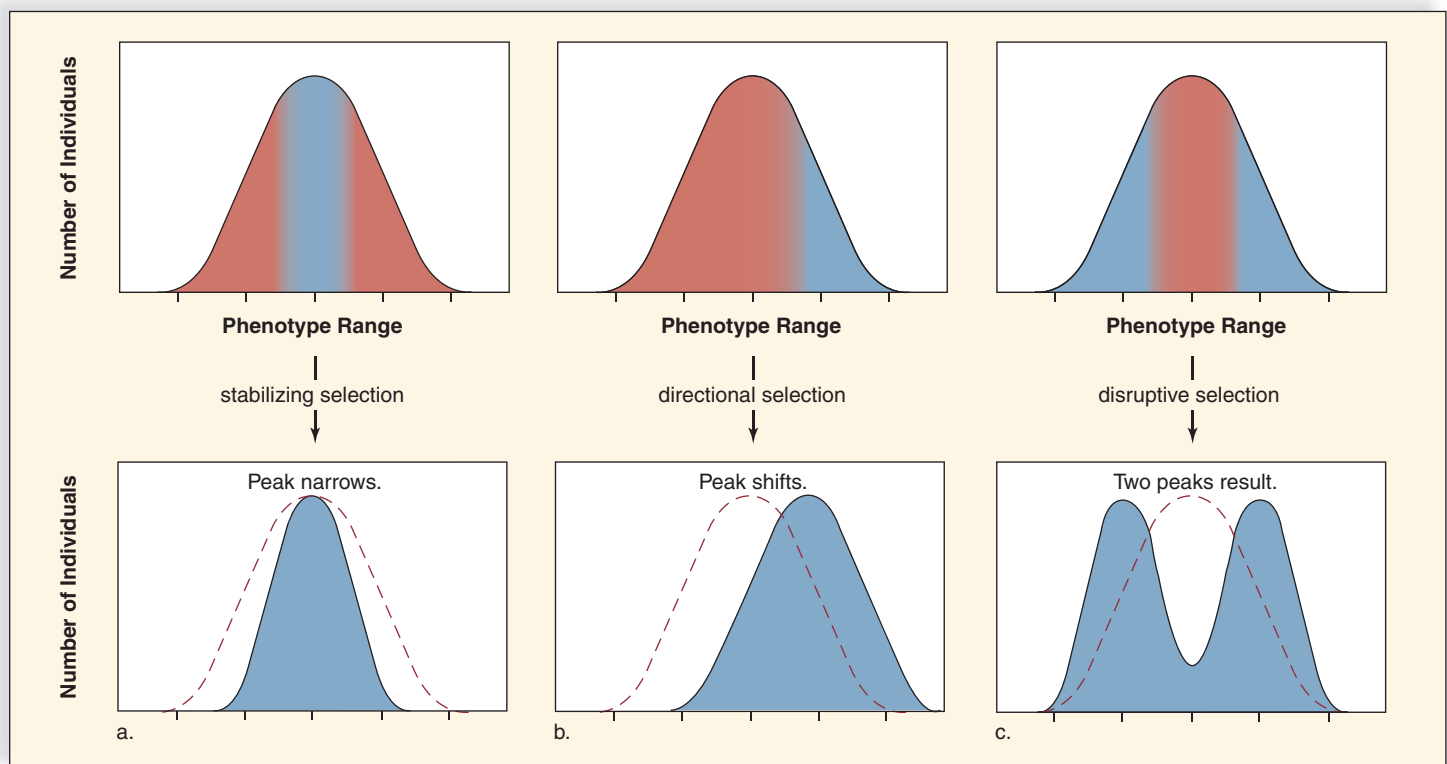 Number of Individuals
Phenotype Range
Phenotype Range
Phenotype Range
stabilizing selection
directional selection
disruptive selection
Number of Individuals
Peak narrows.
Peak shifts.
Two peaks result.
a.
b.
c.